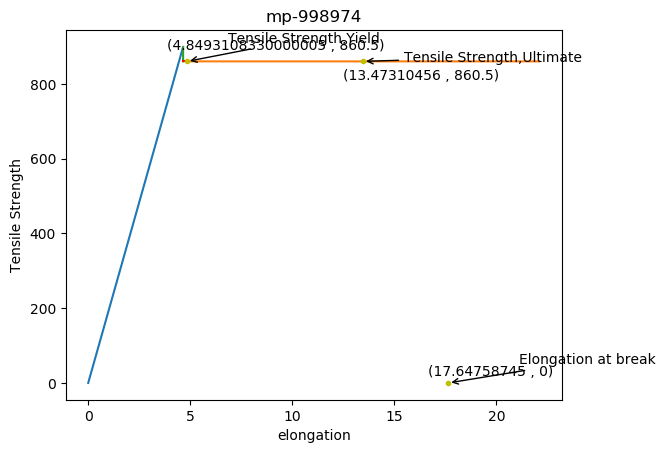 mp-998974
Tensile Strength,Yield
(4.849310833000005 , 860.5)
Tensile Strength,Ultimate
(13.47310456 , 860.5)
Tensile Strength
800
600
400
200
0
Elongation at break
(17.64758745 , 0)
0
5
10
15
20
elongation